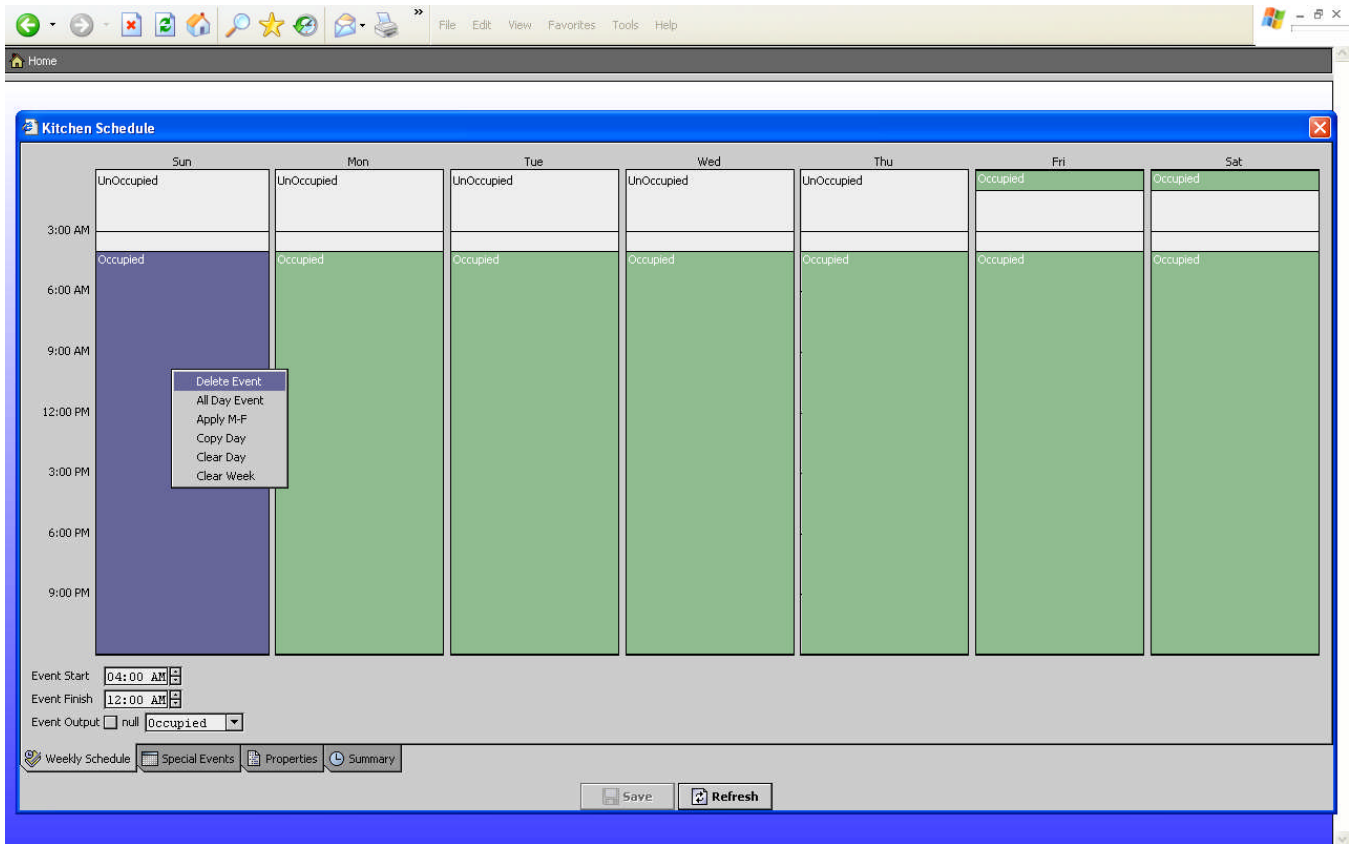 » File Edit View Favorites Tools Help
Home
Kitchen Schedule
Sun Mon Tue Wed Thu Fri Sat
UnOccupied UnOccupied UnOccupied UnOccupied UnOccupied Occupied Occupied
3:00 AM
Occupied Occupied Occupied Occupied Occupied Occupied Occupied
6:00 AM
9:00 AM
Delete Event
All Day Event
12:00 PM
Apply M-F
Copy Day
Clear Day
3:00 PM
Clear Week
6:00 PM
9:00 PM
Event Start 04:00 AM
Event Finish 12:00 AM
Event Output null Occupied
Weekly Schedule Special Events Properties Summary
Save Refresh